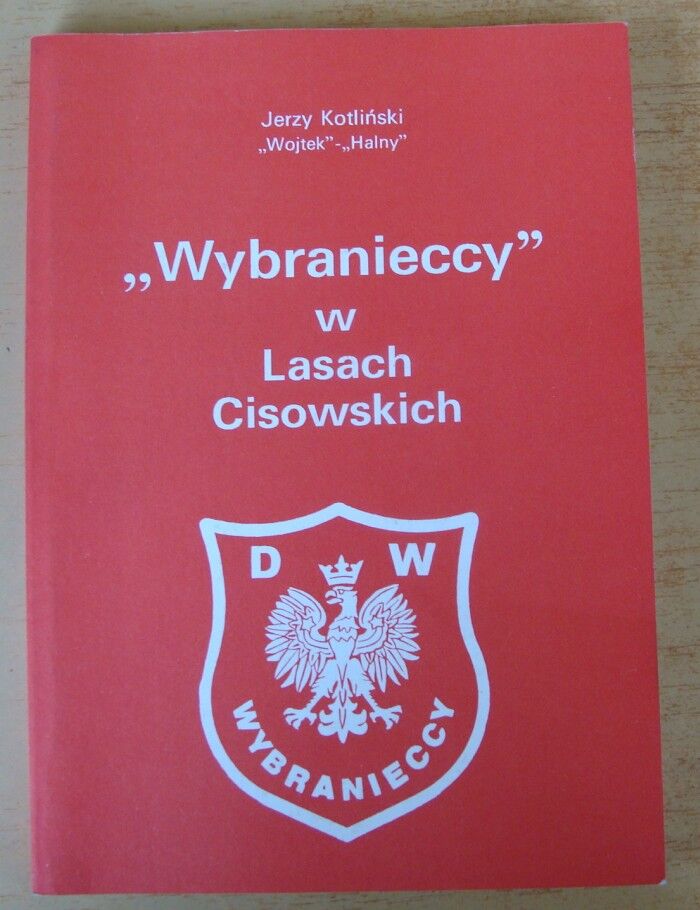 Jerzy Kotliński
„Wojtek”-„Halny”
„Wybranieccy”
w
Lasach
Cisowskich
D W
WYBRANIECCY